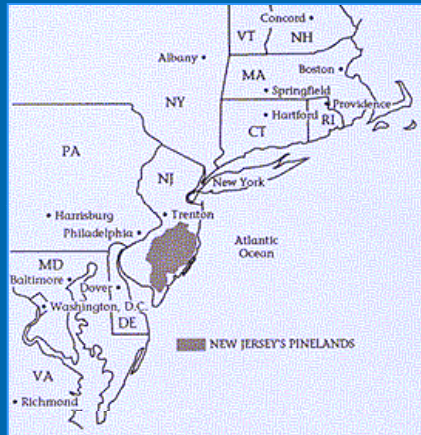 Concord
VT
NH
Albany
Boston
MA
Springfield
NY
Providence
Hartford
RI
CT
PA
NJ
New York
Harrisburg
Trenton
Philadelphia
Atlantic
Ocean
MD
Baltimore
Dover
Washington, D.C.
DE
NEW JERSEY'S PINELANDS
VA
Richmond